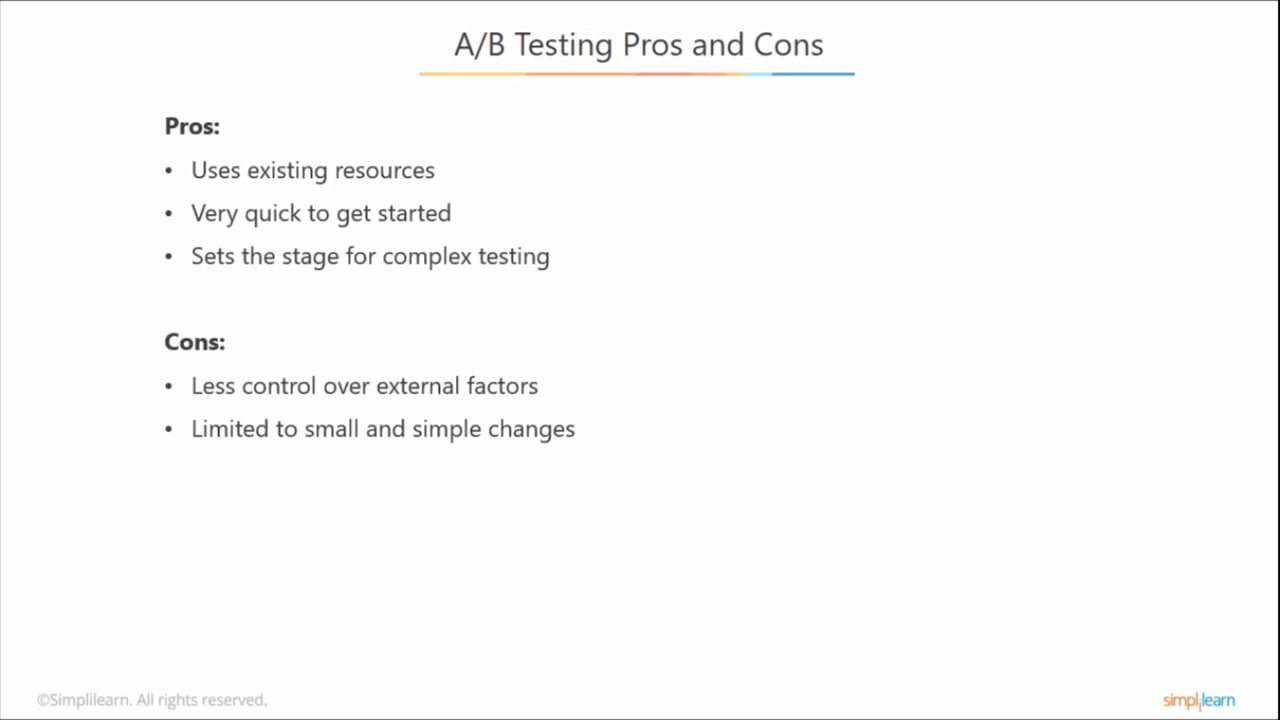 A/B Testing Pros and Cons
Pros:
• Uses existing resources
• Very quick to get started
• Sets the stage for complex testing
Cons:
• Less control over external factors
• Limited to small and simple changes
©Simplilearn. All rights reserved.
simplilearn